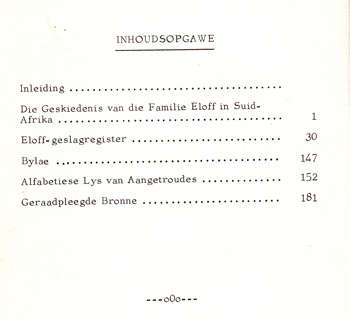 INHOUDSOPGAWE
Inleiding ......................................
Die Geskiedenis van die Familie Eloff in Suid-
Afrika ..................................... 1
Eloff-geslagregister ........................ 30
Bylae .................................... 147
Alfabetiese Lys van Aangetroudes .............. 152
Geraadpleegde Bronne ....................... 181
---oOo---